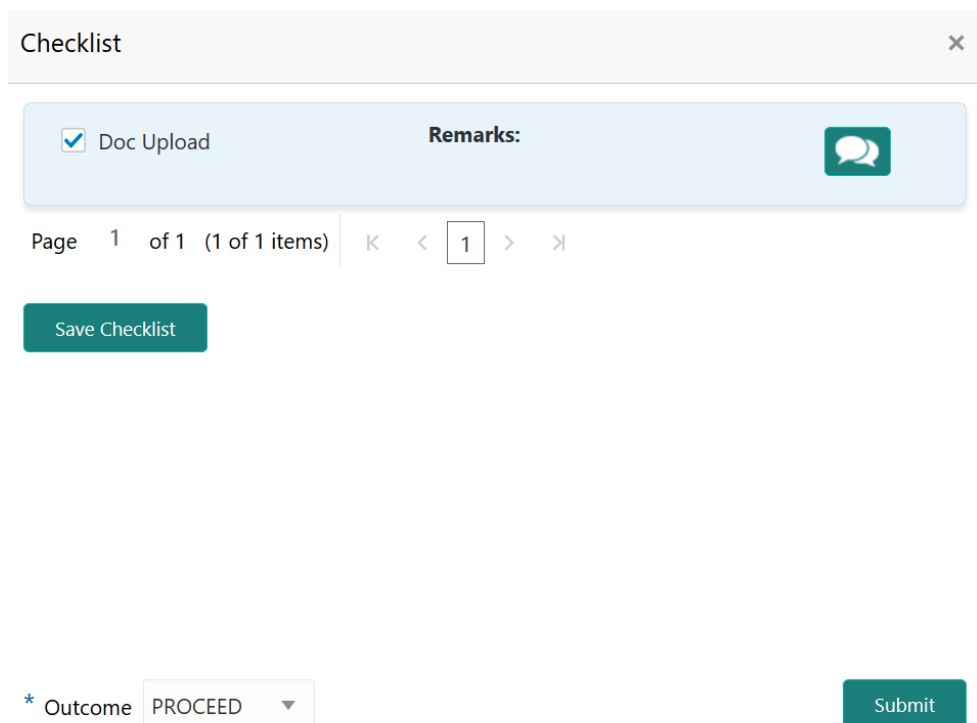 Checklist
Doc Upload Remarks:
Page 1 of 1 (1 of 1 items) 1
Save Checklist
* Outcome PROCEED Submit